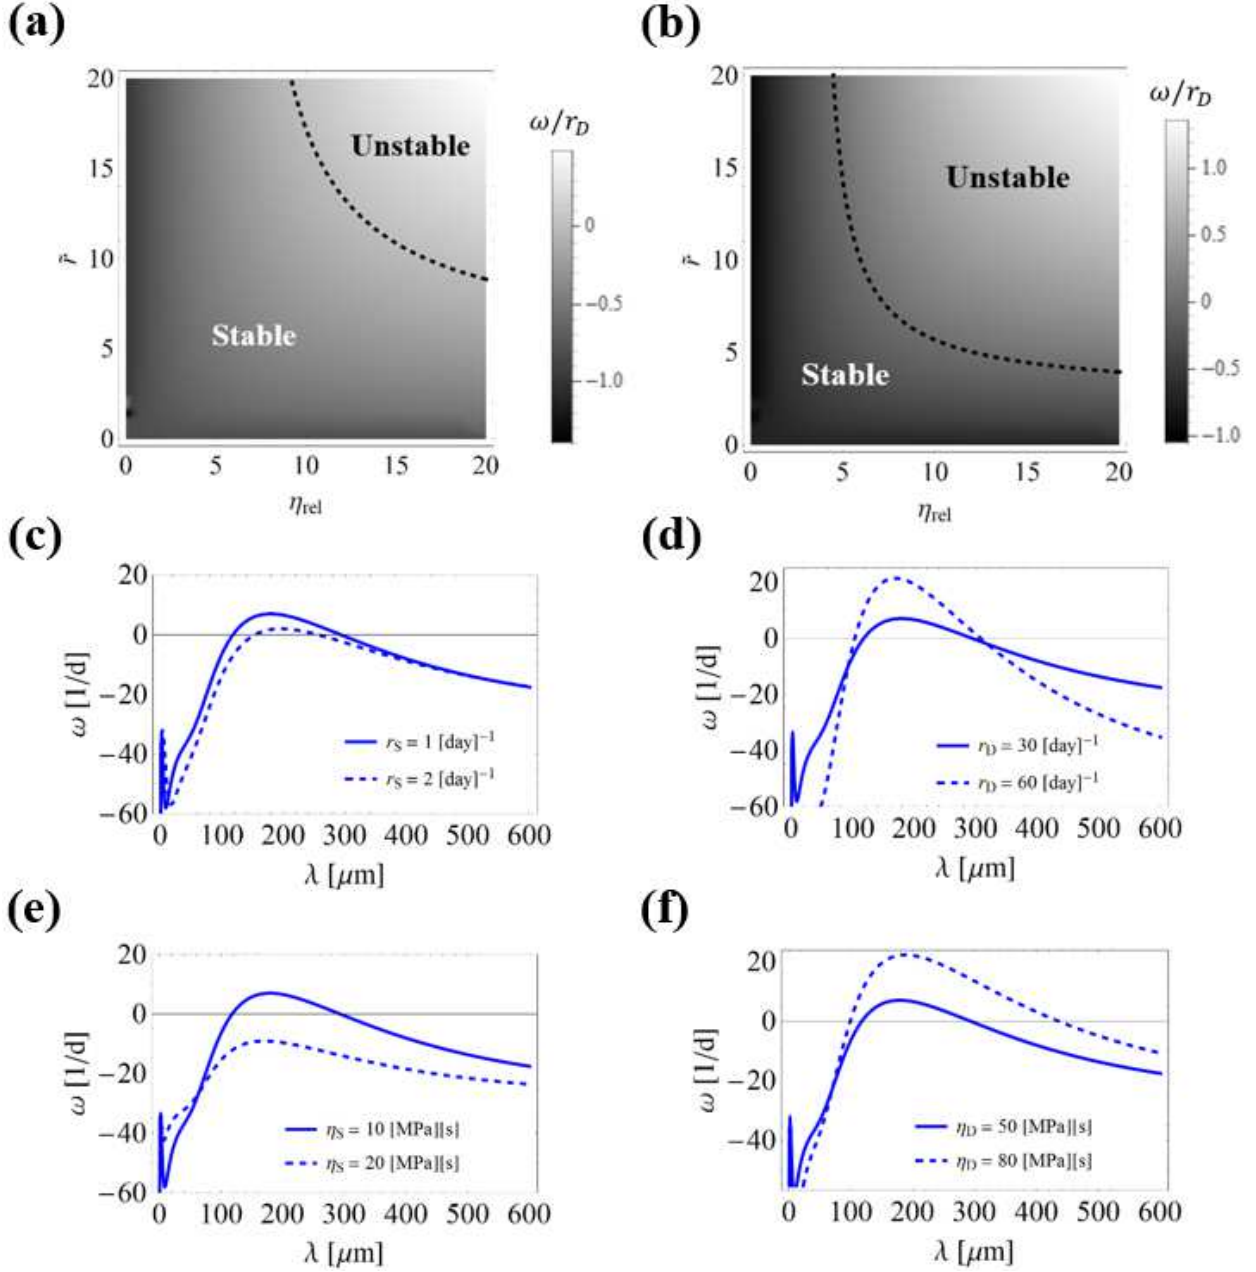 (a)
(b)
20
15
10
5
0
r̃
0 5 10 15 20
η_rel
Unstable
Stable
ω/r_D
0
−0.5
−1.0
20
15
10
5
0
r̃
0 5 10 15 20
η_rel
Unstable
Stable
ω/r_D
1.0
0.5
0
−0.5
−1.0
(c)
20
0
−20
−40
−60
ω [1/d]
r_S = 1 [day]⁻¹
r_S = 2 [day]⁻¹
0 100 200 300 400 500 600
λ [μm]
(d)
20
0
−20
−40
−60
ω [1/d]
r_D = 30 [day]⁻¹
r_D = 60 [day]⁻¹
0 100 200 300 400 500 600
λ [μm]
(e)
20
0
−20
−40
−60
ω [1/d]
η_S = 10 [MPa][s]
η_S = 20 [MPa][s]
0 100 200 300 400 500 600
λ [μm]
(f)
20
0
−20
−40
ω [1/d]
η_D = 50 [MPa][s]
η_D = 80 [MPa][s]
0 100 200 300 400 500 600
λ [μm]